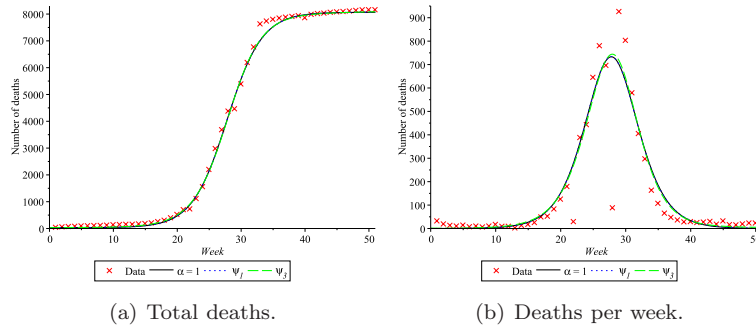 8000
7000
6000
5000
4000
3000
2000
1000
0
Number of deaths
0 10 20 30 40 50
Week
Data α = 1 Ψ1 Ψ3
(a) Total deaths.
900
800
700
600
500
400
300
200
100
0
Number of deaths
0 10 20 30 40 50
Week
Data α = 1 Ψ1 Ψ3
(b) Deaths per week.